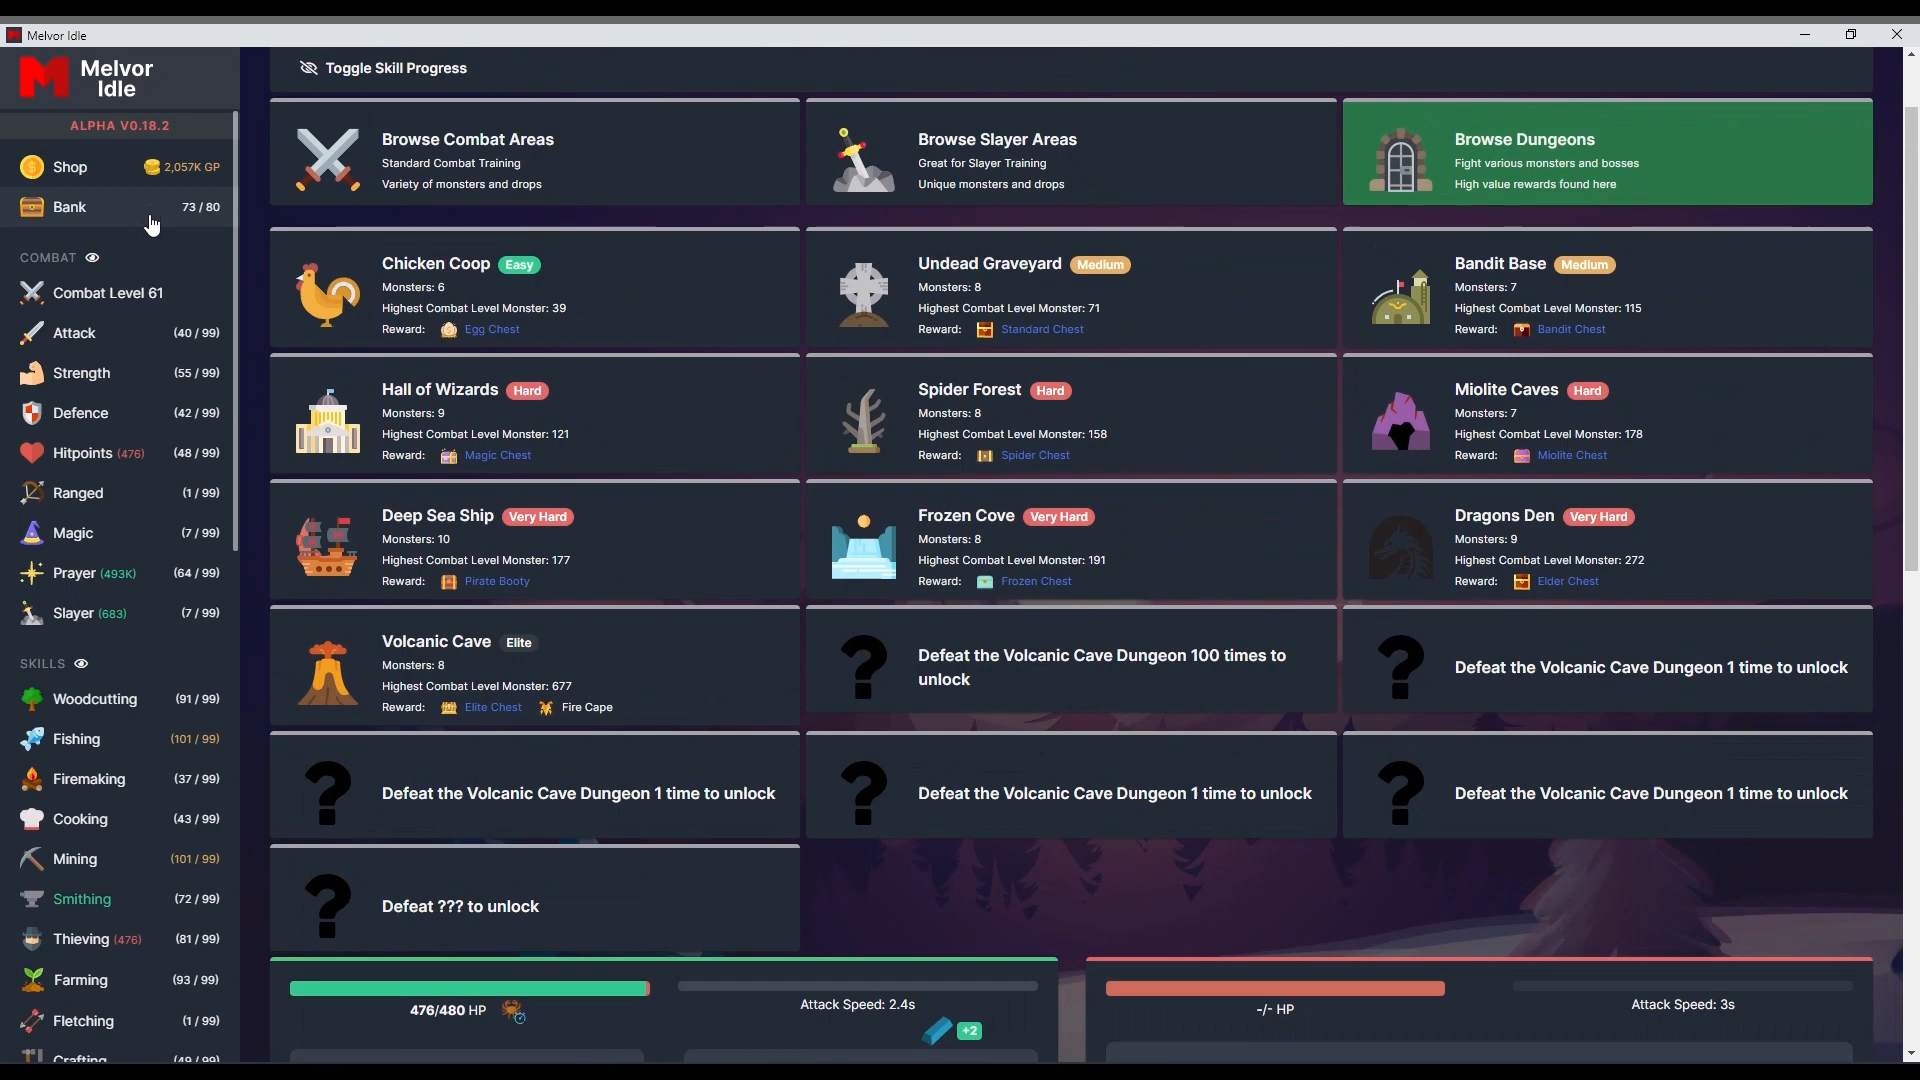 Melvor Idle
Melvor
Idle
ALPHA V0.18.2
Shop 2,057K GP
Bank 73 / 80
COMBAT
Combat Level 61
Attack (40 / 99)
Strength (55 / 99)
Defence (42 / 99)
Hitpoints (476) (48 / 99)
Ranged (1 / 99)
Magic (7 / 99)
Prayer (493K) (64 / 99)
Slayer (683) (7 / 99)
SKILLS
Woodcutting (91 / 99)
Fishing (101 / 99)
Firemaking (37 / 99)
Cooking (43 / 99)
Mining (101 / 99)
Smithing (72 / 99)
Thieving (476) (81 / 99)
Farming (93 / 99)
Fletching (1 / 99)
Crafting (49 / 99)
Toggle Skill Progress
Browse Combat Areas
Standard Combat Training
Variety of monsters and drops
Browse Slayer Areas
Great for Slayer Training
Unique monsters and drops
Browse Dungeons
Fight various monsters and bosses
High value rewards found here
Chicken Coop Easy
Monsters: 6
Highest Combat Level Monster: 39
Reward: Egg Chest
Undead Graveyard Medium
Monsters: 8
Highest Combat Level Monster: 71
Reward: Standard Chest
Bandit Base Medium
Monsters: 7
Highest Combat Level Monster: 115
Reward: Bandit Chest
Hall of Wizards Hard
Monsters: 9
Highest Combat Level Monster: 121
Reward: Magic Chest
Spider Forest Hard
Monsters: 8
Highest Combat Level Monster: 158
Reward: Spider Chest
Miolite Caves Hard
Monsters: 7
Highest Combat Level Monster: 178
Reward: Miolite Chest
Deep Sea Ship Very Hard
Monsters: 10
Highest Combat Level Monster: 177
Reward: Pirate Booty
Frozen Cove Very Hard
Monsters: 8
Highest Combat Level Monster: 191
Reward: Frozen Chest
Dragons Den Very Hard
Monsters: 9
Highest Combat Level Monster: 272
Reward: Elder Chest
Volcanic Cave Elite
Monsters: 8
Highest Combat Level Monster: 677
Reward: Elite Chest Fire Cape
Defeat the Volcanic Cave Dungeon 100 times to
unlock
Defeat the Volcanic Cave Dungeon 1 time to unlock
Defeat the Volcanic Cave Dungeon 1 time to unlock
Defeat the Volcanic Cave Dungeon 1 time to unlock
Defeat the Volcanic Cave Dungeon 1 time to unlock
Defeat ??? to unlock
476/480 HP
Attack Speed: 2.4s
+2
-/- HP
Attack Speed: 3s